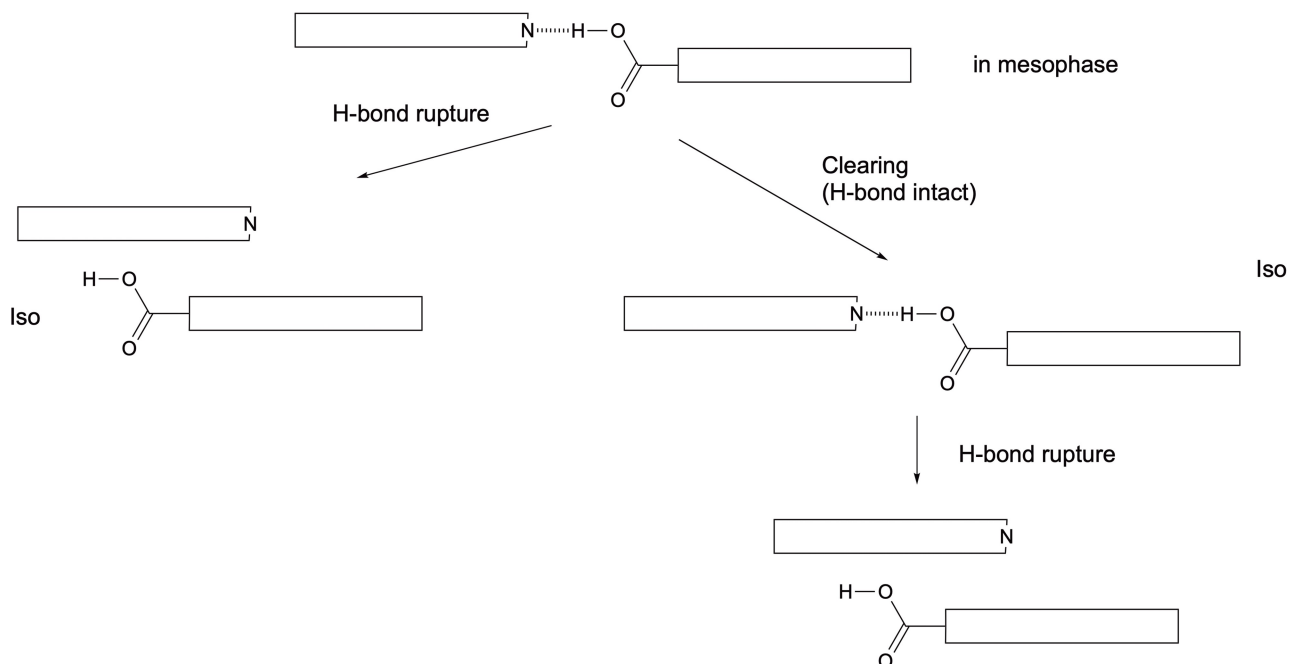 N H O
O
in mesophase
H-bond rupture
Clearing
(H-bond intact)
N
H O
O
Iso
Iso
N H O
O
H-bond rupture
N
H O
O